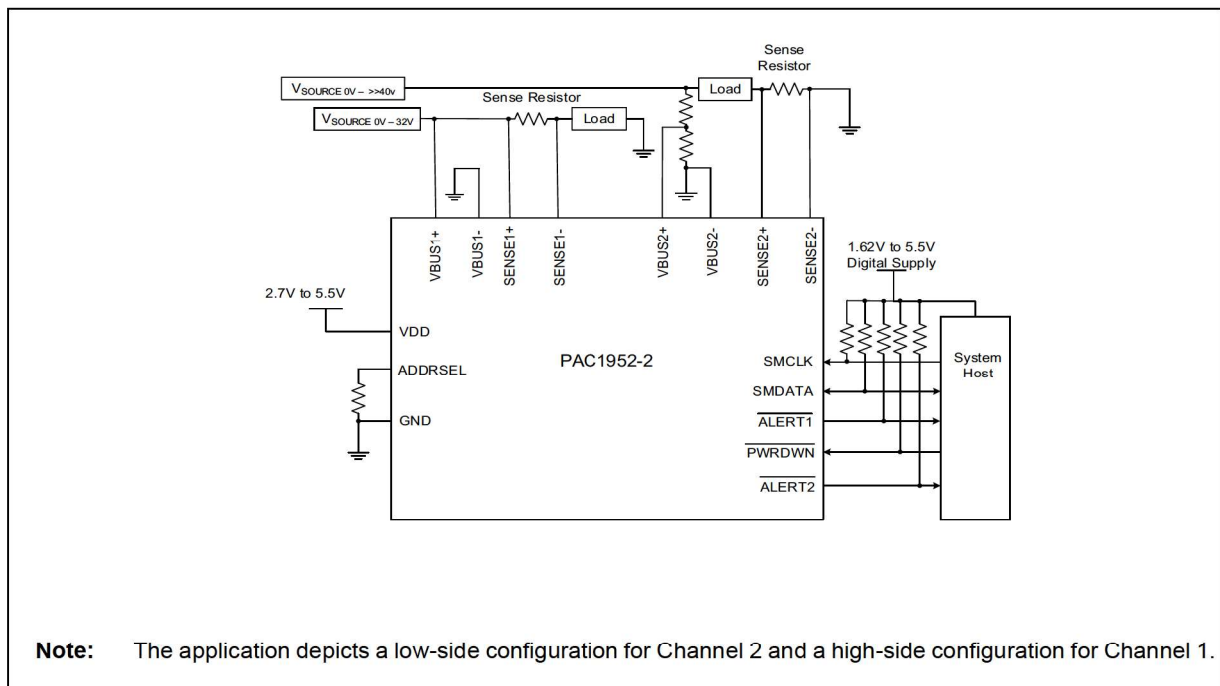 Sense
Resistor
VSOURCE 0V – >>40v
Load
Sense Resistor
VSOURCE 0V – 32V
Load
VBUS1+
VBUS1-
SENSE1+
SENSE1-
VBUS2+
VBUS2-
SENSE2+
SENSE2-
1.62V to 5.5V
Digital Supply
2.7V to 5.5V
VDD
ADDRSEL
GND
PAC1952-2
SMCLK
SMDATA
ALERT1
PWRDWN
ALERT2
System
Host
Note: The application depicts a low-side configuration for Channel 2 and a high-side configuration for Channel 1.